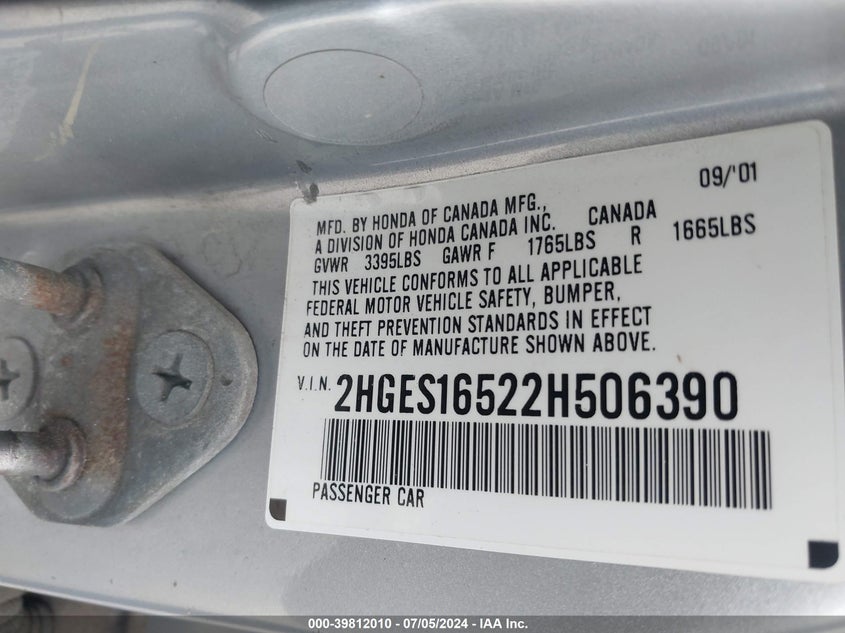 09/'01
MFD. BY HONDA OF CANADA MFG.,
A DIVISION OF HONDA CANADA INC. CANADA
GVWR 3395LBS GAWR F 1765LBS R 1665LBS
THIS VEHICLE CONFORMS TO ALL APPLICABLE
FEDERAL MOTOR VEHICLE SAFETY, BUMPER,
AND THEFT PREVENTION STANDARDS IN EFFECT
ON THE DATE OF MANUFACTURE SHOWN ABOVE.
V.I.N. 2HGES16522H506390
PASSENGER CAR
000-39812010 - 07/05/2024 - IAA Inc.